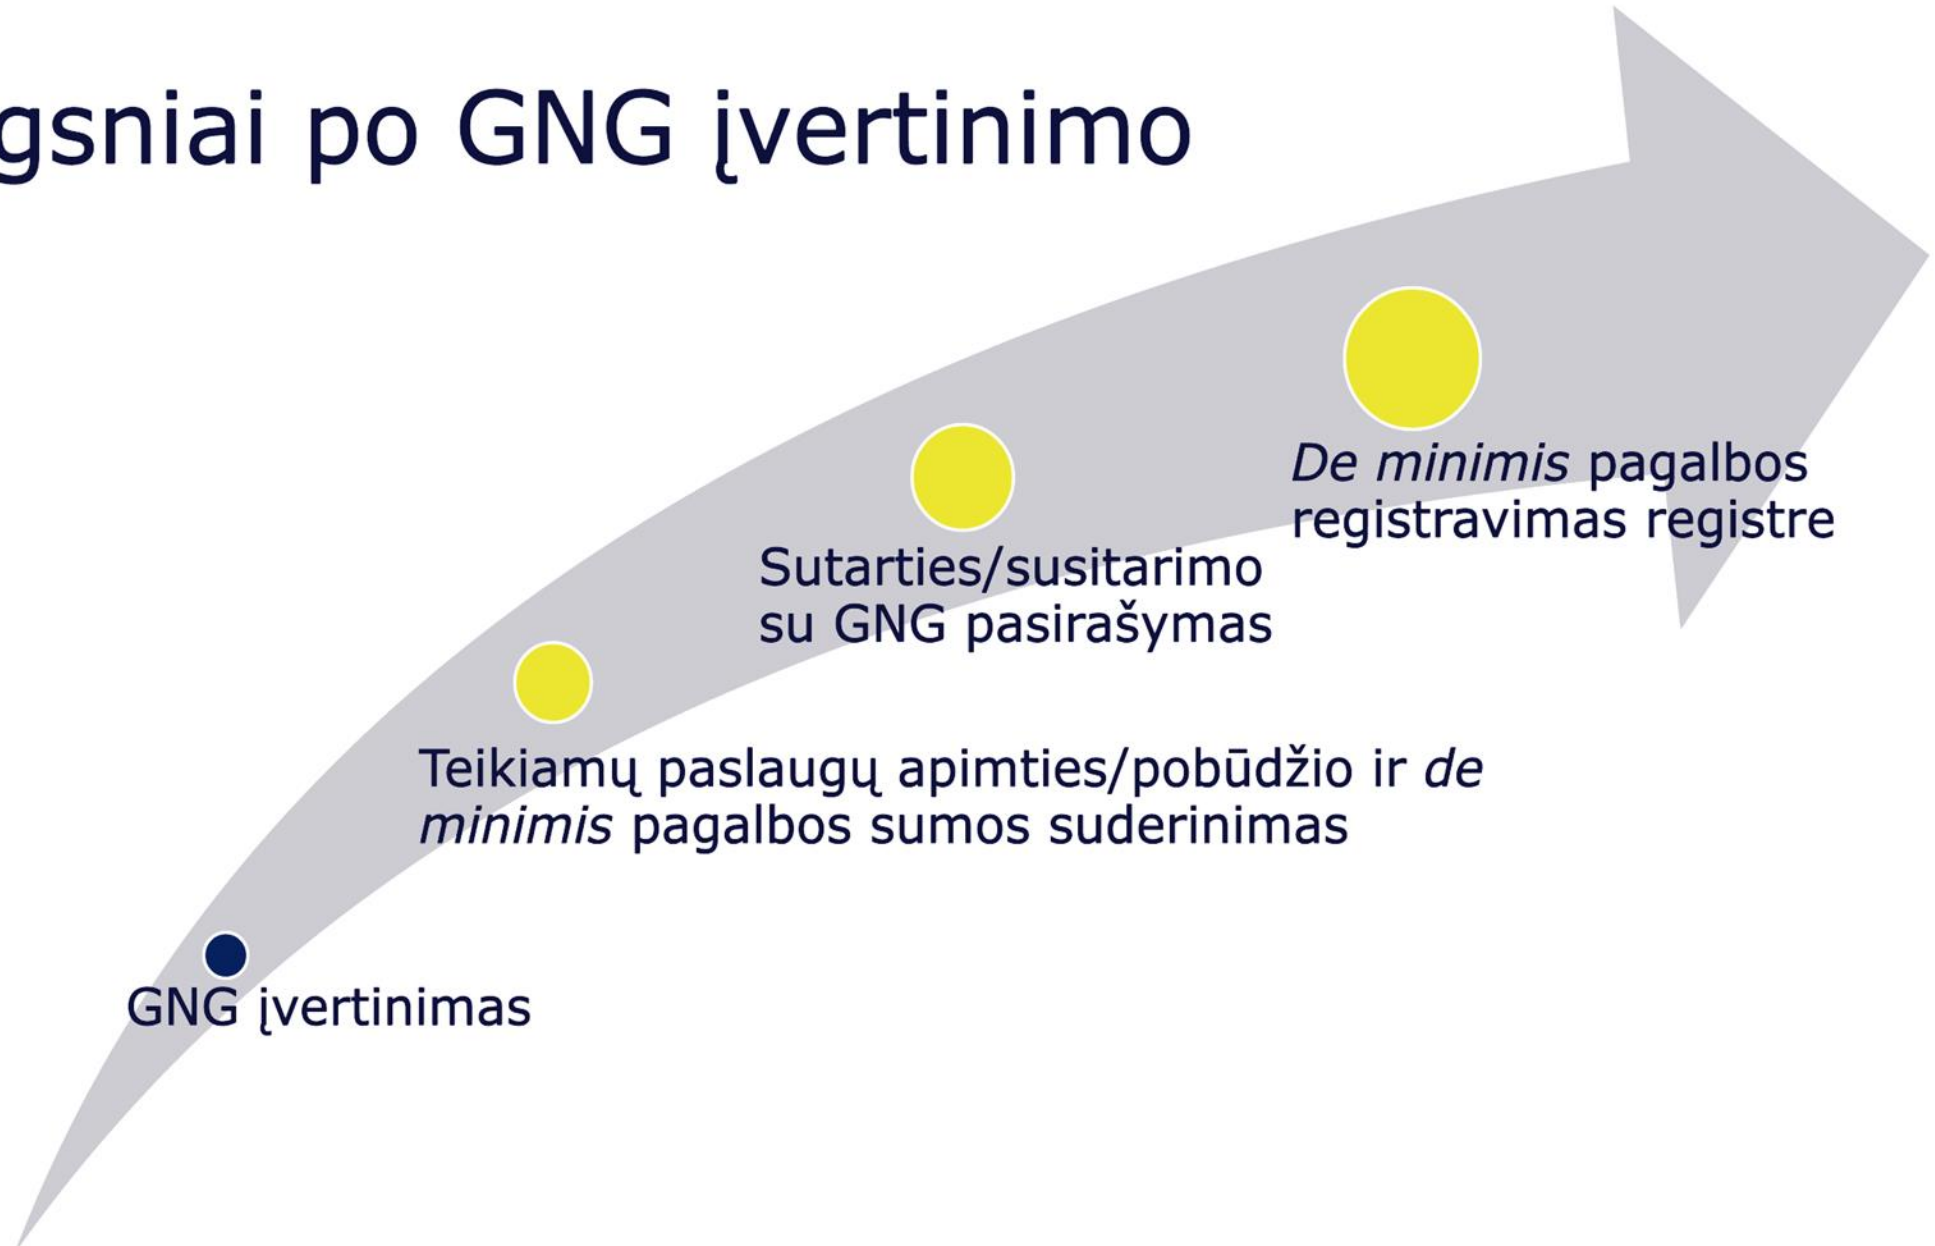 gsniai po GNG įvertinimo
De minimis pagalbos
registravimas registre
Sutarties/susitarimo
su GNG pasirašymas
Teikiamų paslaugų apimties/pobūdžio ir de
minimis pagalbos sumos suderinimas
GNG įvertinimas